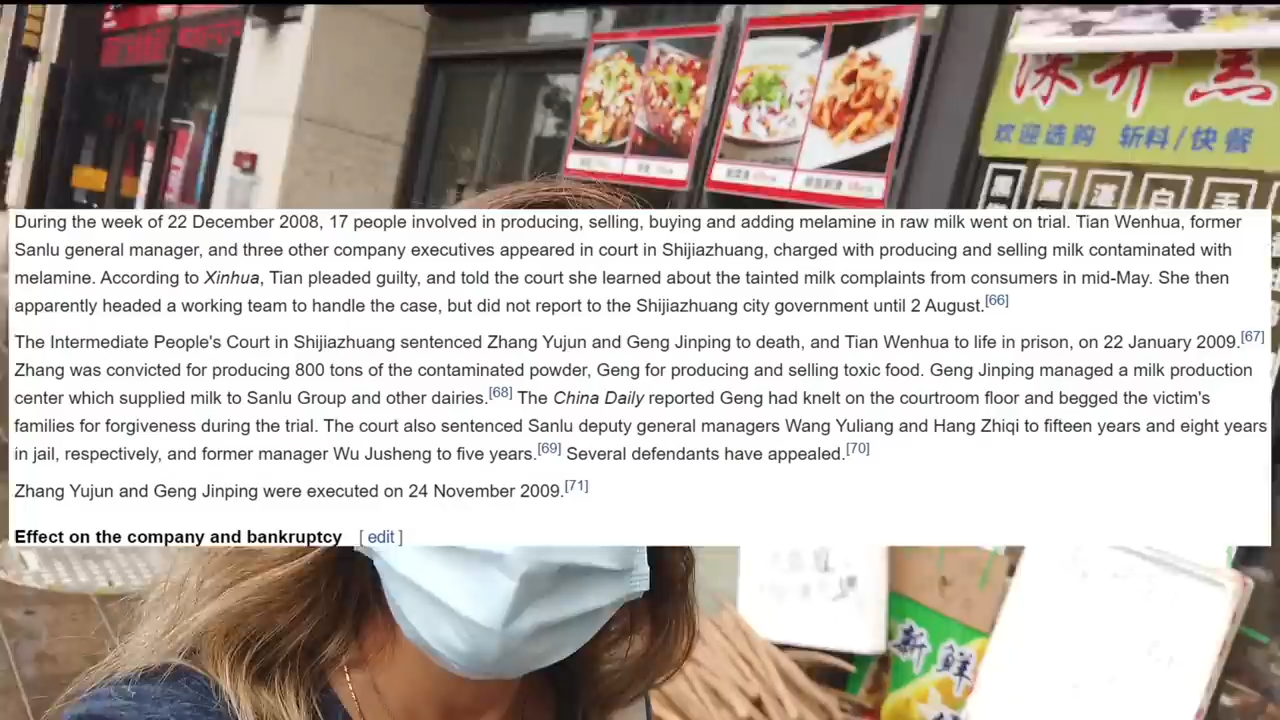 深井烹
欢迎选购 斩料/快餐
During the week of 22 December 2008, 17 people involved in producing, selling, buying and adding melamine in raw milk went on trial. Tian Wenhua, former
Sanlu general manager, and three other company executives appeared in court in Shijiazhuang, charged with producing and selling milk contaminated with
melamine. According to Xinhua, Tian pleaded guilty, and told the court she learned about the tainted milk complaints from consumers in mid-May. She then
apparently headed a working team to handle the case, but did not report to the Shijiazhuang city government until 2 August.[66]
The Intermediate People's Court in Shijiazhuang sentenced Zhang Yujun and Geng Jinping to death, and Tian Wenhua to life in prison, on 22 January 2009.[67]
Zhang was convicted for producing 800 tons of the contaminated powder, Geng for producing and selling toxic food. Geng Jinping managed a milk production
center which supplied milk to Sanlu Group and other dairies.[68] The China Daily reported Geng had knelt on the courtroom floor and begged the victim's
families for forgiveness during the trial. The court also sentenced Sanlu deputy general managers Wang Yuliang and Hang Zhiqi to fifteen years and eight years
in jail, respectively, and former manager Wu Jusheng to five years.[69] Several defendants have appealed.[70]
Zhang Yujun and Geng Jinping were executed on 24 November 2009.[71]
Effect on the company and bankruptcy [ edit ]
新鲜